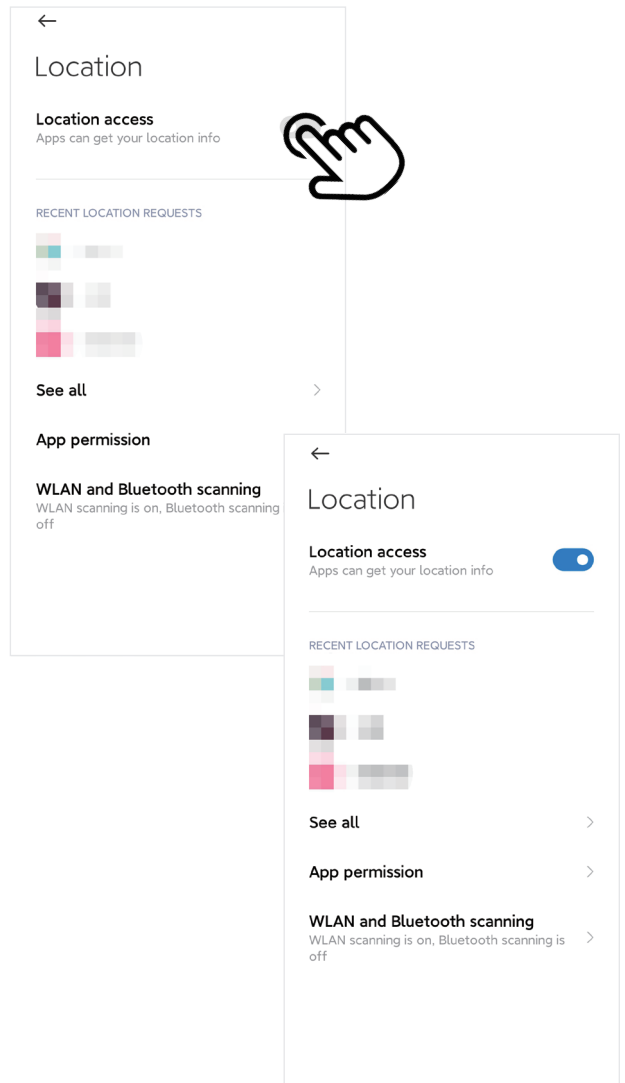 Location
Location access
Apps can get your location info
RECENT LOCATION REQUESTS
See all
App permission
WLAN and Bluetooth scanning
WLAN scanning is on, Bluetooth scanning
off
Location
Location access
Apps can get your location info
RECENT LOCATION REQUESTS
See all
App permission
WLAN and Bluetooth scanning
WLAN scanning is on, Bluetooth scanning is
off